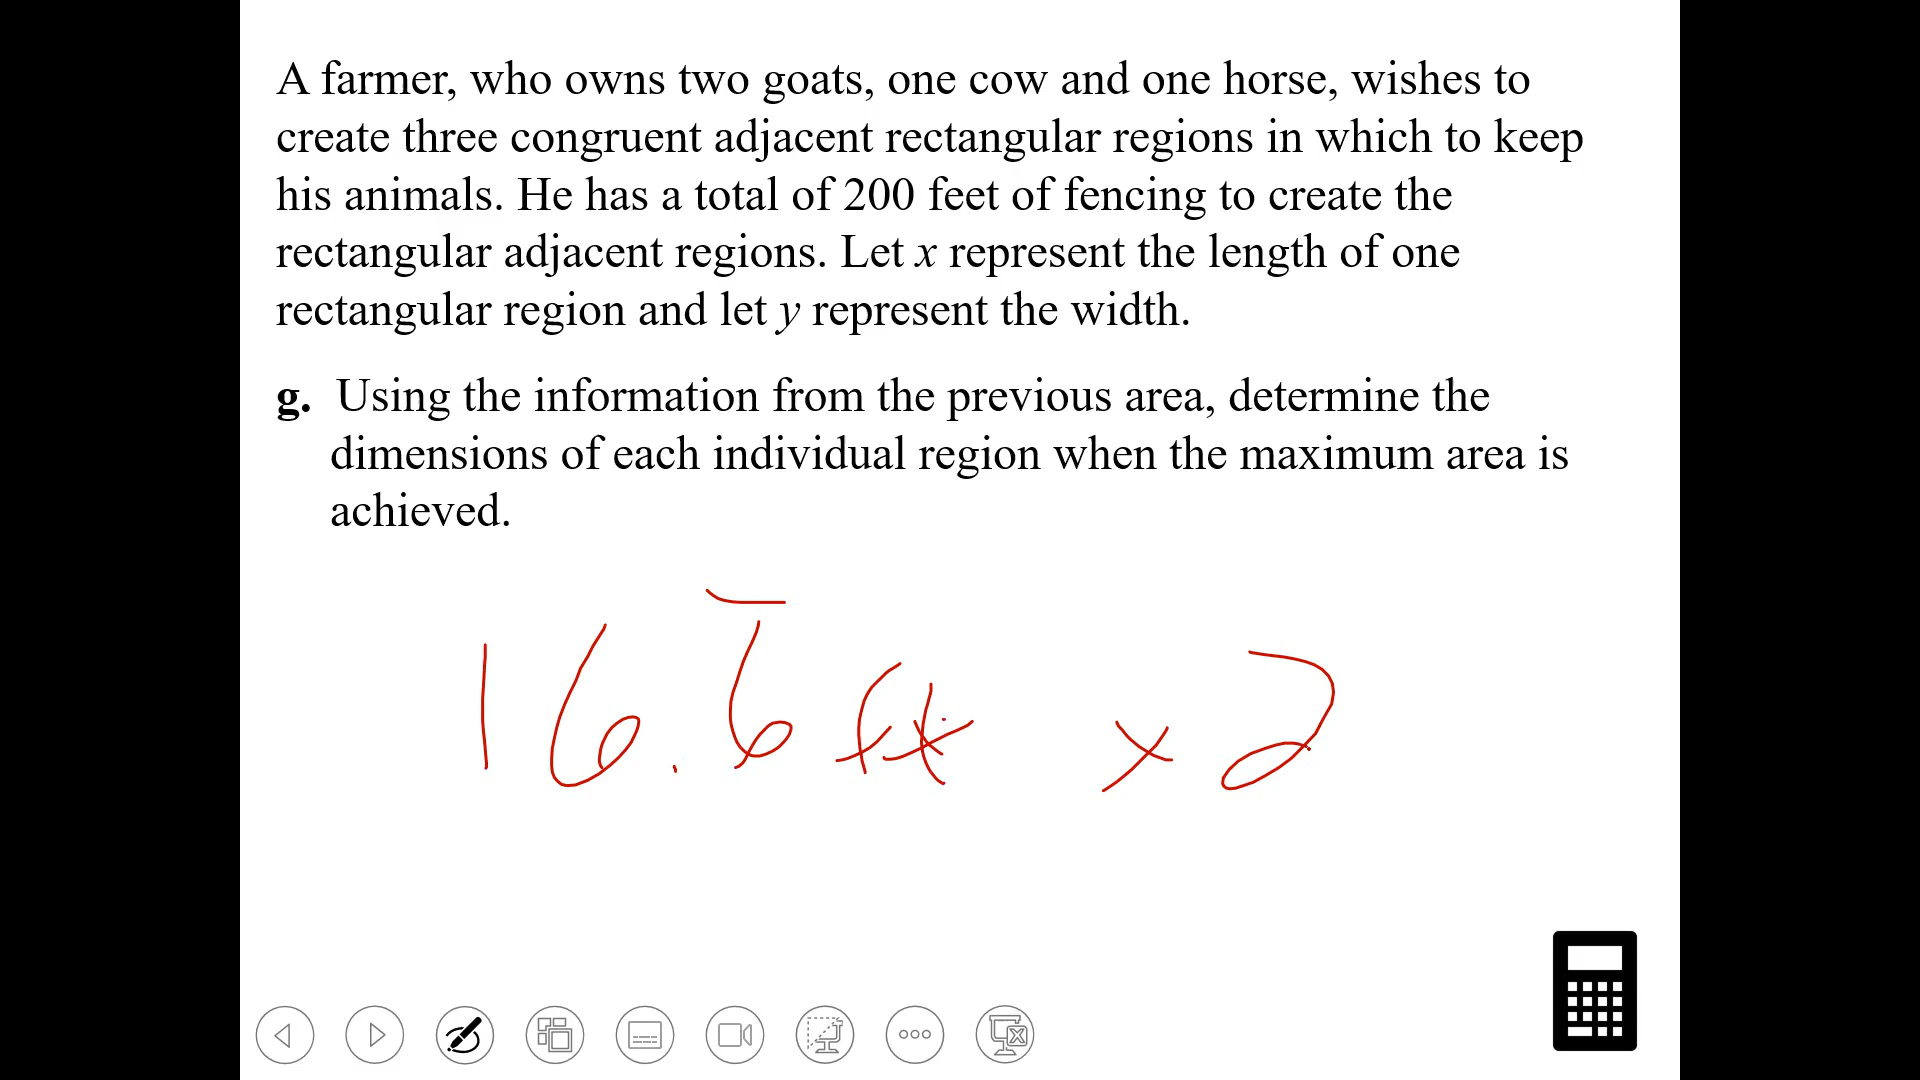 A farmer, who owns two goats, one cow and one horse, wishes to
create three congruent adjacent rectangular regions in which to keep
his animals. He has a total of 200 feet of fencing to create the
rectangular adjacent regions. Let x represent the length of one
rectangular region and let y represent the width.
g. Using the information from the previous area, determine the
dimensions of each individual region when the maximum area is
achieved.
16.6̅ ft x 2